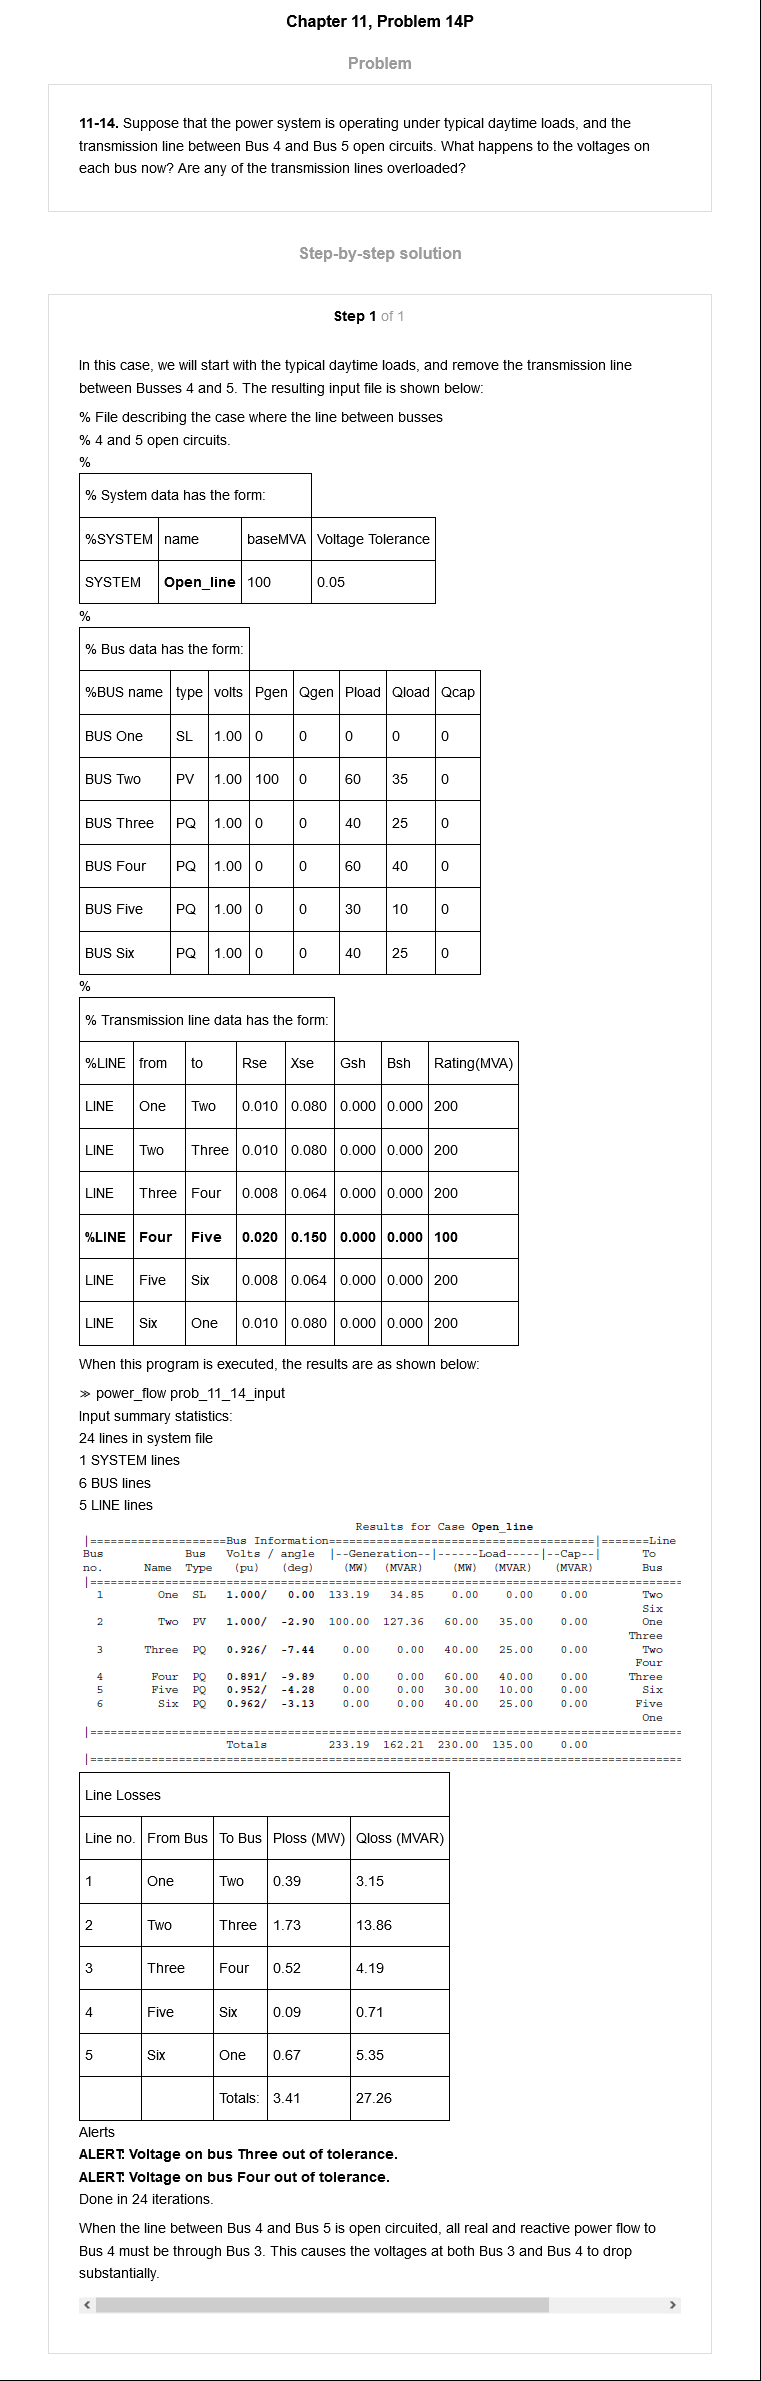 Chapter 11, Problem 14P
Problem
11-14. Suppose that the power system is operating under typical daytime loads, and the
transmission line between Bus 4 and Bus 5 open circuits. What happens to the voltages on
each bus now? Are any of the transmission lines overloaded?
Step-by-step solution
Step 1 of 1
In this case, we will start with the typical daytime loads, and remove the transmission line
between Busses 4 and 5. The resulting input file is shown below:
% File describing the case where the line between busses
% 4 and 5 open circuits.
%
% System data has the form:
%SYSTEM name baseMVA Voltage Tolerance
SYSTEM Open_line 100 0.05
%
% Bus data has the form:
%BUS name type volts Pgen Qgen Pload Qload Qcap
BUS One SL 1.00 0 0 0 0 0
BUS Two PV 1.00 100 0 60 35 0
BUS Three PQ 1.00 0 0 40 25 0
BUS Four PQ 1.00 0 0 60 40 0
BUS Five PQ 1.00 0 0 30 10 0
BUS Six PQ 1.00 0 0 40 25 0
%
% Transmission line data has the form:
%LINE from to Rse Xse Gsh Bsh Rating(MVA)
LINE One Two 0.010 0.080 0.000 0.000 200
LINE Two Three 0.010 0.080 0.000 0.000 200
LINE Three Four 0.008 0.064 0.000 0.000 200
%LINE Four Five 0.020 0.150 0.000 0.000 100
LINE Five Six 0.008 0.064 0.000 0.000 200
LINE Six One 0.010 0.080 0.000 0.000 200
When this program is executed, the results are as shown below:
≫ power_flow prob_11_14_input
Input summary statistics:
24 lines in system file
1 SYSTEM lines
6 BUS lines
5 LINE lines
Results for Case Open_line
|====================Bus Information=======================================|=======Line
Bus Bus Volts / angle |--Generation--|------Load-----|--Cap--| To
no. Name Type (pu) (deg) (MW) (MVAR) (MW) (MVAR) (MVAR) Bus
|=======================================================================================
1 One SL 1.000/ 0.00 133.19 34.85 0.00 0.00 0.00 Two
Six
2 Two PV 1.000/ -2.90 100.00 127.36 60.00 35.00 0.00 One
Three
3 Three PQ 0.926/ -7.44 0.00 0.00 40.00 25.00 0.00 Two
Four
4 Four PQ 0.891/ -9.89 0.00 0.00 60.00 40.00 0.00 Three
5 Five PQ 0.952/ -4.28 0.00 0.00 30.00 10.00 0.00 Six
6 Six PQ 0.962/ -3.13 0.00 0.00 40.00 25.00 0.00 Five
One
|=======================================================================================
Totals 233.19 162.21 230.00 135.00 0.00
|=======================================================================================
Line Losses
Line no. From Bus To Bus Ploss (MW) Qloss (MVAR)
1 One Two 0.39 3.15
2 Two Three 1.73 13.86
3 Three Four 0.52 4.19
4 Five Six 0.09 0.71
5 Six One 0.67 5.35
Totals: 3.41 27.26
Alerts
ALERT: Voltage on bus Three out of tolerance.
ALERT: Voltage on bus Four out of tolerance.
Done in 24 iterations.
When the line between Bus 4 and Bus 5 is open circuited, all real and reactive power flow to
Bus 4 must be through Bus 3. This causes the voltages at both Bus 3 and Bus 4 to drop
substantially.